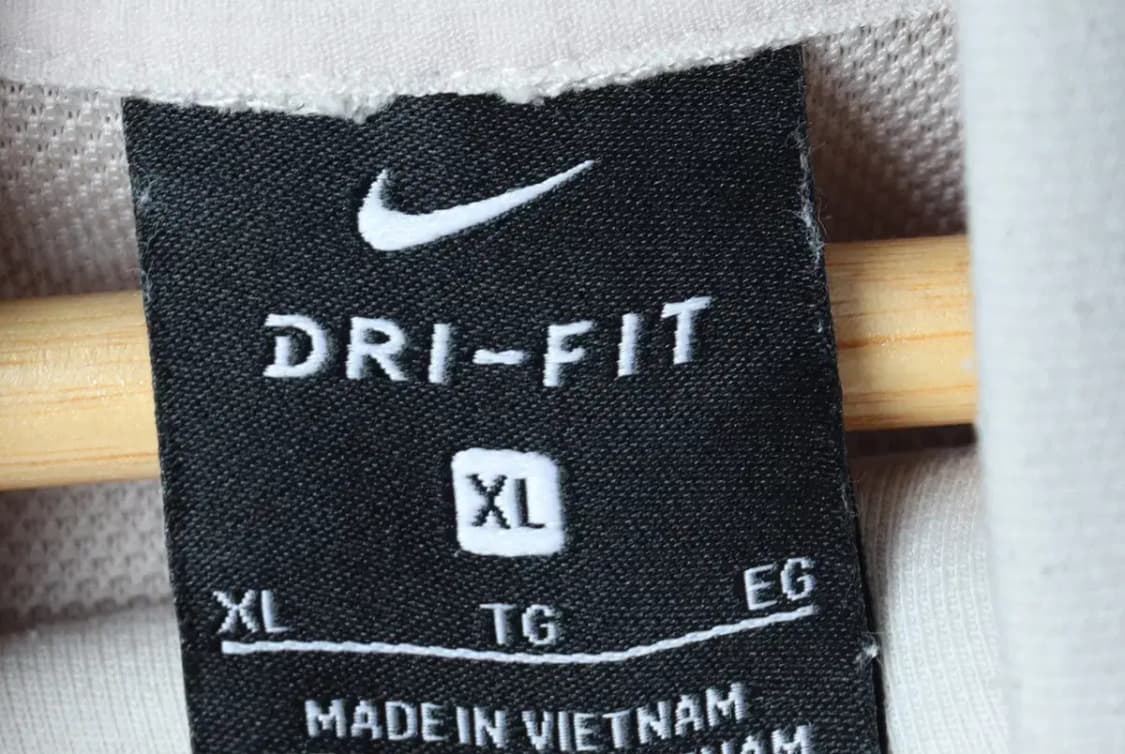 DRI-FIT
XL
XL TG EG
MADE IN VIETNAM